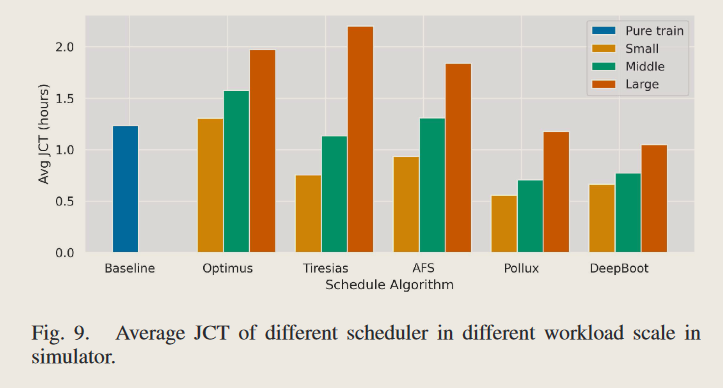 2.0
1.5
1.0
0.5
0.0
Avg JCT (hours)
Pure train
Small
Middle
Large
Baseline Optimus Tiresias AFS Pollux DeepBoot
Schedule Algorithm
Fig. 9. Average JCT of different scheduler in different workload scale in
simulator.